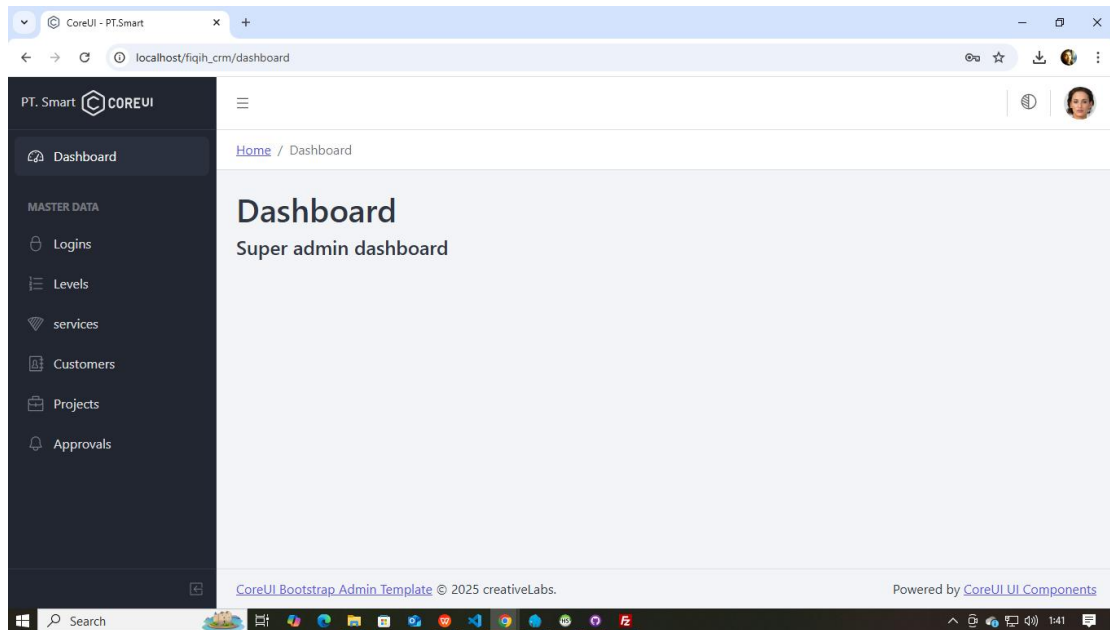 CoreUI - PT.Smart
localhost/fiqih_crm/dashboard
PT. Smart COREUI
Home / Dashboard
Dashboard
MASTER DATA
Logins
Levels
services
Customers
Projects
Approvals
Dashboard
Super admin dashboard
CoreUI Bootstrap Admin Template © 2025 creativeLabs.
Powered by CoreUI UI Components
Search
1:41